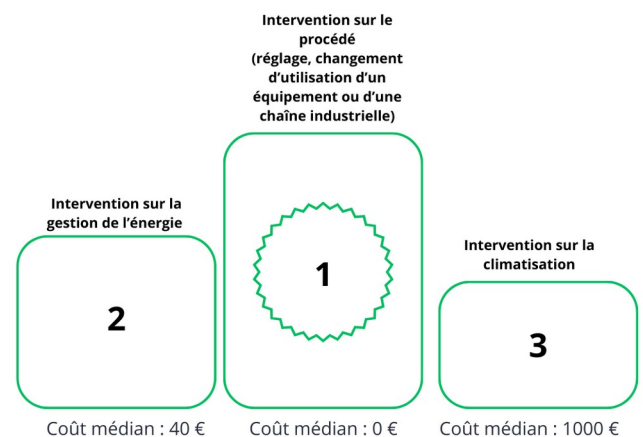 Intervention sur le
procédé
(réglage, changement
d'utilisation d'un
équipement ou d'une
chaîne industrielle)
1
Coût médian : 0 €
Intervention sur la
gestion de l'énergie
2
Coût médian : 40 €
Intervention sur la
climatisation
3
Coût médian : 1000 €